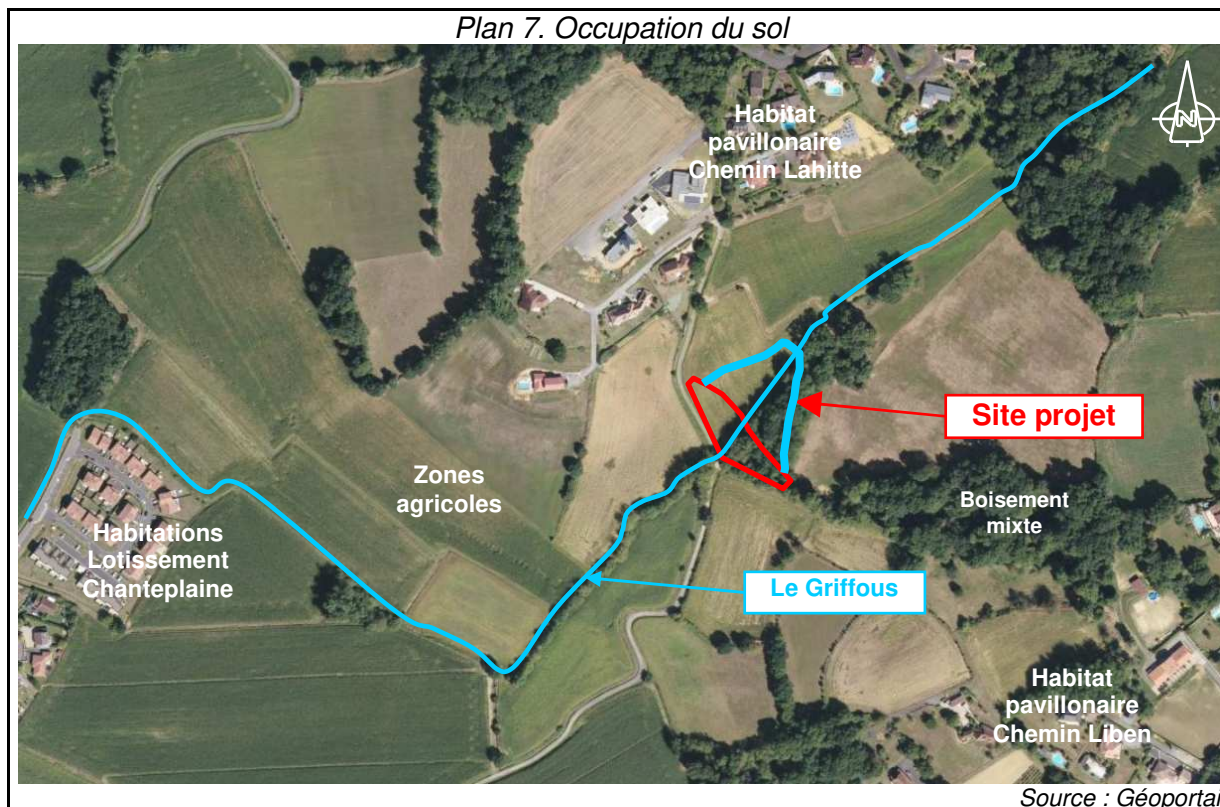 Plan 7. Occupation du sol
Habitat
pavillonaire
Chemin Lahitte
N
Site projet
Zones
agricoles
Boisement
mixte
Habitations
Lotissement
Chanteplaine
Le Griffous
Habitat
pavillonaire
Chemin Liben
Source : Géoportai